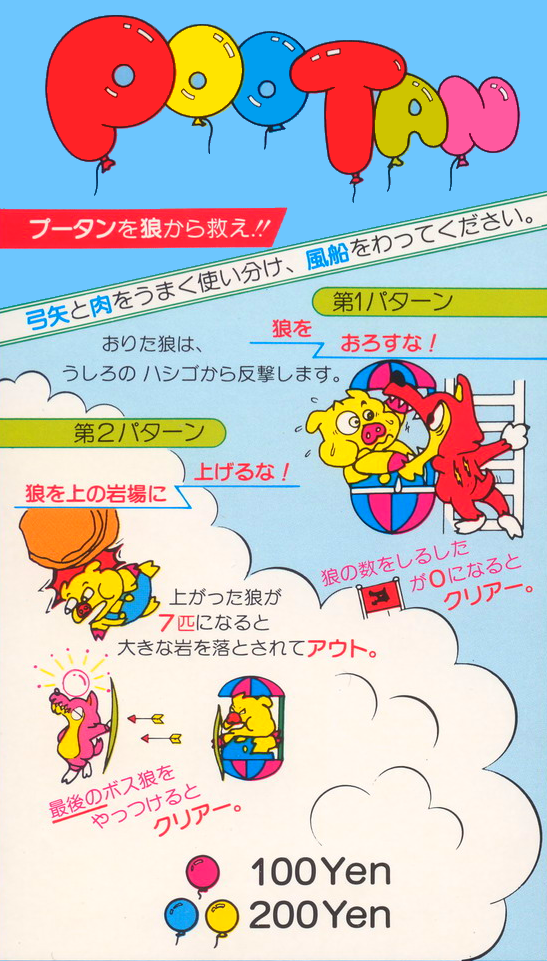 POOTAN
プータンを狼から救え!!
弓矢と肉をうまく使い分け、風船をわってください。
第1パターン
狼を
おろすな!
おりた狼は、
うしろの ハシゴから反撃します。
狼の数をしるした
が0になると
クリアー。
第2パターン
狼を上の岩場に
上げるな!
上がった狼が
7匹になると
大きな岩を落とされてアウト。
最後のボス狼を
やっつけると
クリアー。
100Yen
200Yen